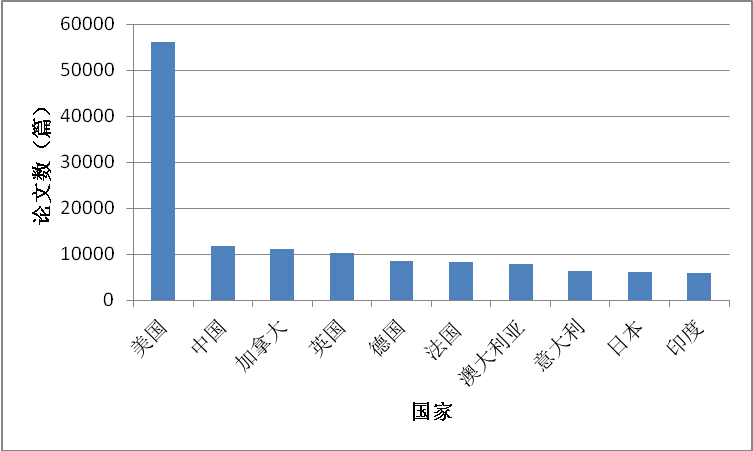 60000
50000
40000
30000
20000
10000
0
论文数（篇）
美国
中国
加拿大
英国
德国
法国
澳大利亚
意大利
日本
印度
国家